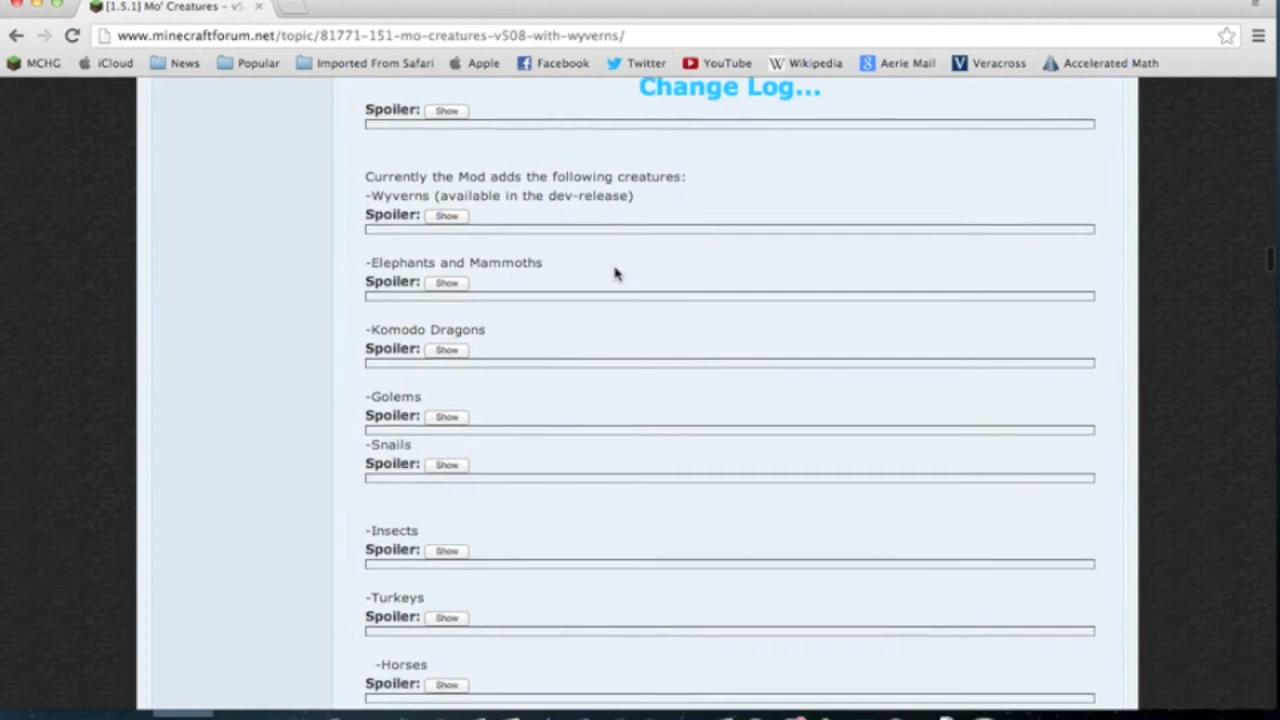 [1.5.1] Mo' Creatures – v5
www.minecraftforum.net/topic/81771-151-mo-creatures-v508-with-wyverns/
MCHG iCloud News Popular Imported From Safari Apple Facebook Twitter YouTube Wikipedia Aerie Mail Veracross Accelerated Math
Change Log...
Spoiler: Show
Currently the Mod adds the following creatures:
-Wyverns (available in the dev-release)
Spoiler: Show
-Elephants and Mammoths
Spoiler: Show
-Komodo Dragons
Spoiler: Show
-Golems
Spoiler: Show
-Snails
Spoiler: Show
-Insects
Spoiler: Show
-Turkeys
Spoiler: Show
-Horses
Spoiler: Show